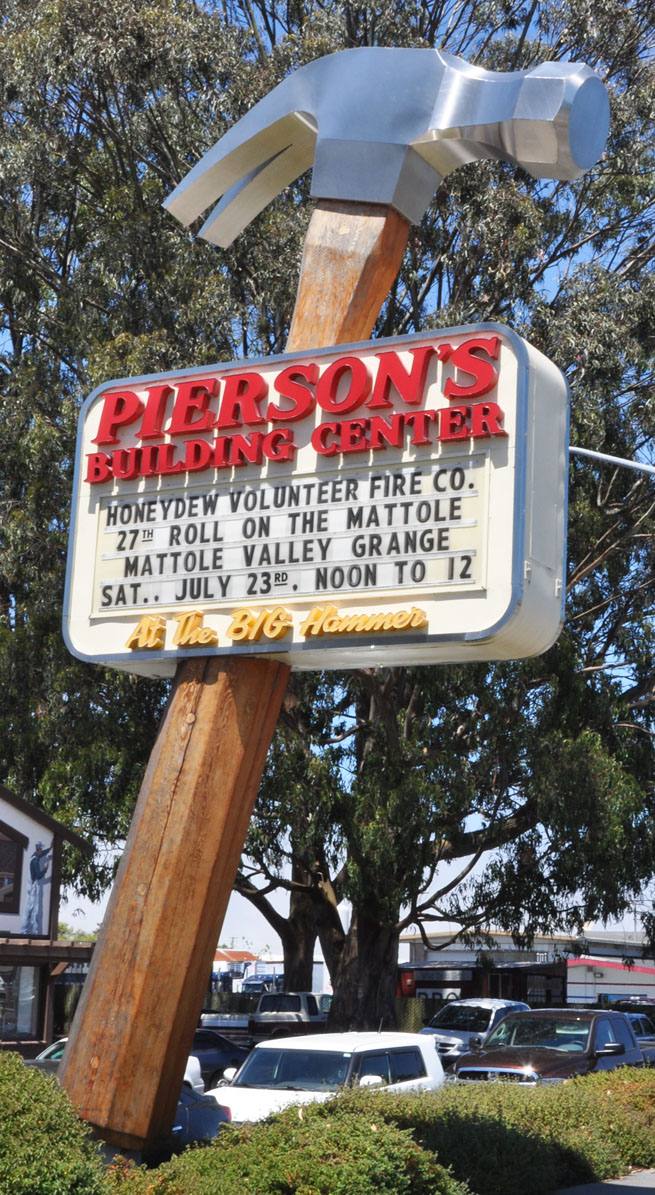 PIERSON'S
BUILDING CENTER
HONEYDEW VOLUNTEER FIRE CO.
27TH ROLL ON THE MATTOLE
MATTOLE VALLEY GRANGE
SAT.. JULY 23RD. NOON TO 12
At The BIG Hammer